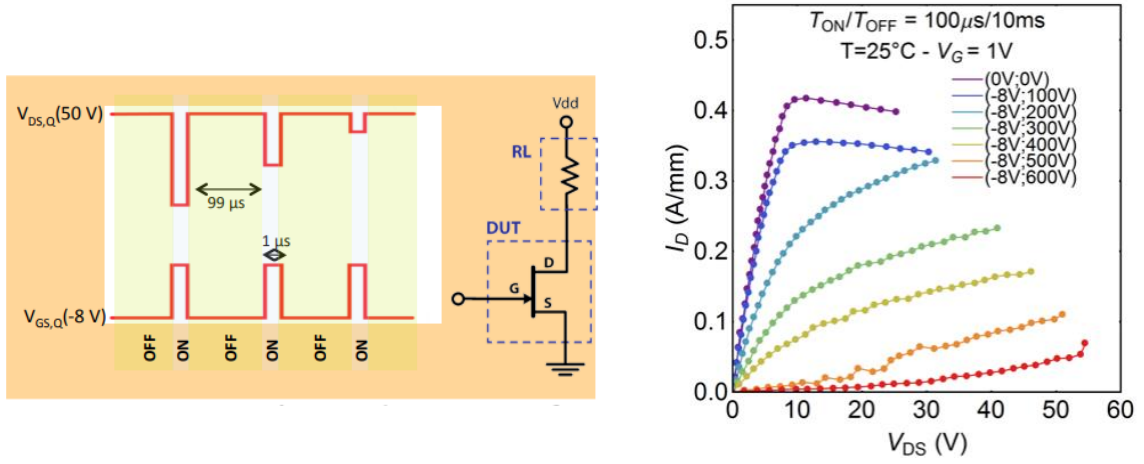 V_DS,Q(50 V)
99 μs
1 μs
V_GS,Q(-8 V)
OFF
ON
OFF
ON
OFF
ON
Vdd
RL
DUT
D
G
S
T_ON/T_OFF = 100μs/10ms
T=25°C - V_G = 1V
(0V;0V)
(-8V;100V)
(-8V;200V)
(-8V;300V)
(-8V;400V)
(-8V;500V)
(-8V;600V)
I_D (A/mm)
0.5
0.4
0.3
0.2
0.1
0.0
0 10 20 30 40 50 60
V_DS (V)